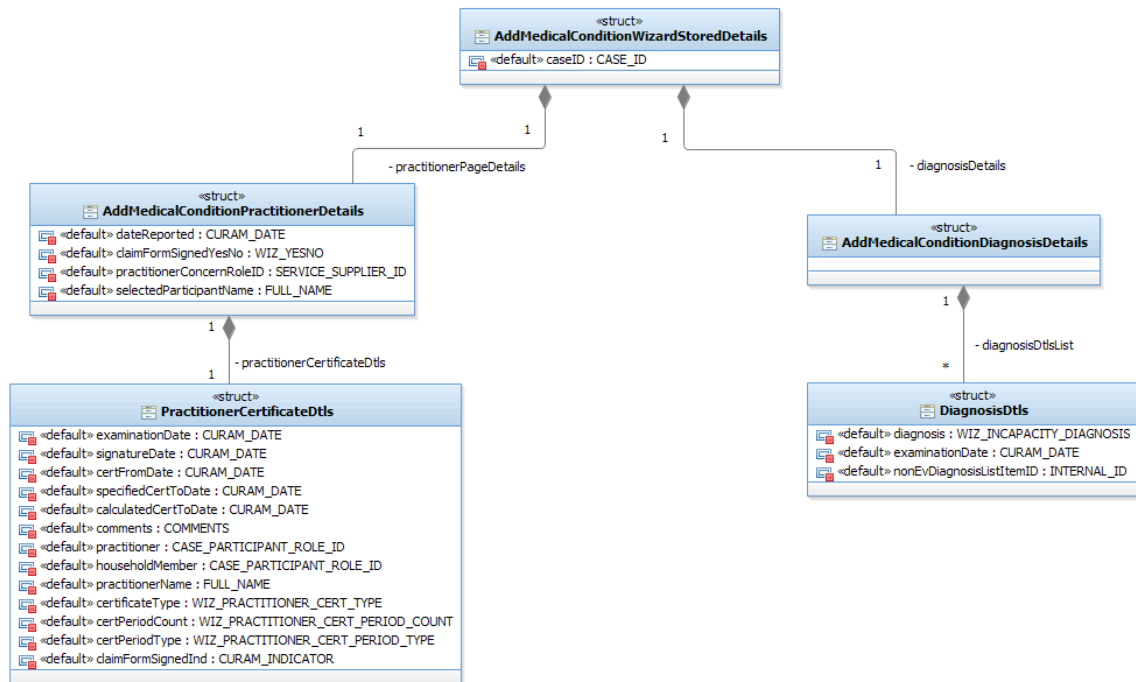 «struct»
AddMedicalConditionWizardStoredDetails
«default» caseID : CASE_ID
1
1
- practitionerPageDetails
1
1
- diagnosisDetails
«struct»
AddMedicalConditionPractitionerDetails
«default» dateReported : CURAM_DATE
«default» claimFormSignedYesNo : WIZ_YESNO
«default» practitionerConcernRoleID : SERVICE_SUPPLIER_ID
«default» selectedParticipantName : FULL_NAME
«struct»
AddMedicalConditionDiagnosisDetails
1
- practitionerCertificateDtls
1
1
- diagnosisDtlsList
*
«struct»
PractitionerCertificateDtls
«default» examinationDate : CURAM_DATE
«default» signatureDate : CURAM_DATE
«default» certFromDate : CURAM_DATE
«default» specifiedCertToDate : CURAM_DATE
«default» calculatedCertToDate : CURAM_DATE
«default» comments : COMMENTS
«default» practitioner : CASE_PARTICIPANT_ROLE_ID
«default» householdMember : CASE_PARTICIPANT_ROLE_ID
«default» practitionerName : FULL_NAME
«default» certificateType : WIZ_PRACTITIONER_CERT_TYPE
«default» certPeriodCount : WIZ_PRACTITIONER_CERT_PERIOD_COUNT
«default» certPeriodType : WIZ_PRACTITIONER_CERT_PERIOD_TYPE
«default» claimFormSignedInd : CURAM_INDICATOR
«struct»
DiagnosisDtls
«default» diagnosis : WIZ_INCAPACITY_DIAGNOSIS
«default» examinationDate : CURAM_DATE
«default» nonEvDiagnosisListItemID : INTERNAL_ID